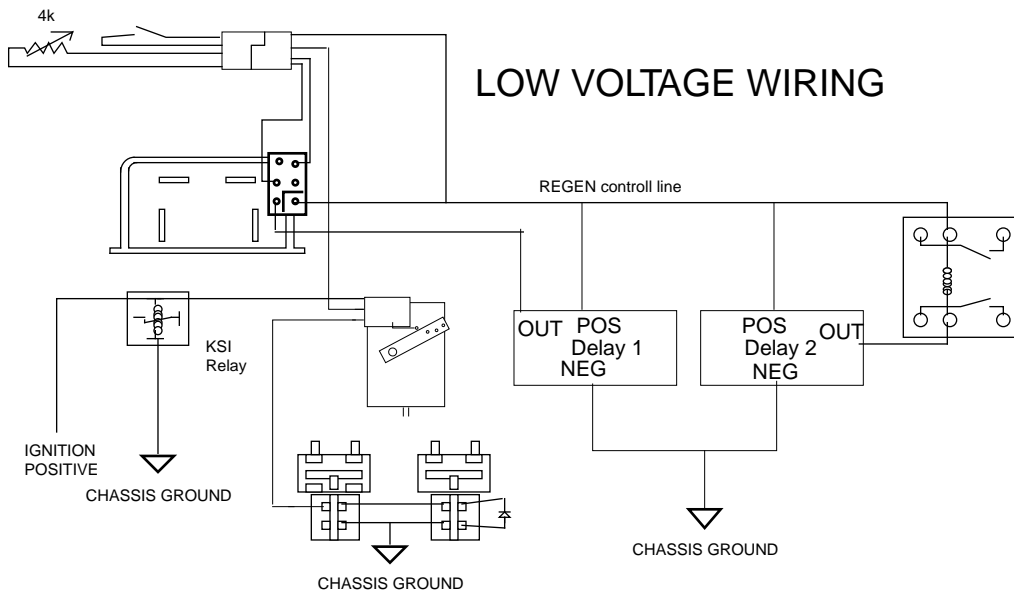 4k
LOW VOLTAGE WIRING
REGEN controll line
KSI
Relay
OUT POS
Delay 1
NEG
POS
Delay 2 OUT
NEG
IGNITION
POSITIVE
CHASSIS GROUND
CHASSIS GROUND
CHASSIS GROUND